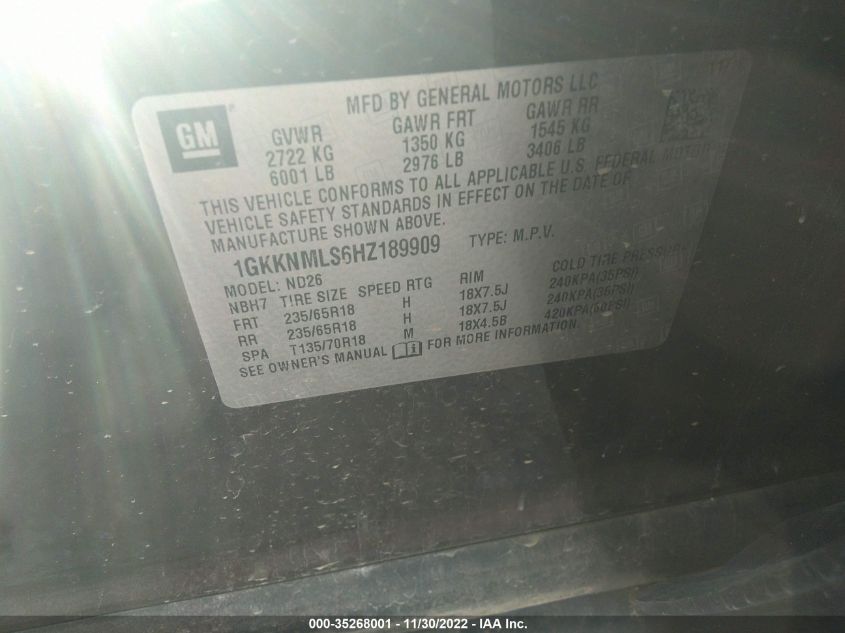 GM
MFD BY GENERAL MOTORS LLC
GVWR GAWR FRT GAWR RR
2722 KG 1350 KG 1545 KG
6001 LB 2976 LB 3406 LB
THIS VEHICLE CONFORMS TO ALL APPLICABLE U.S. FEDERAL MOTOR
VEHICLE SAFETY STANDARDS IN EFFECT ON THE DATE OF
MANUFACTURE SHOWN ABOVE.
1GKKNMLS6HZ189909 TYPE: M.P.V.
MODEL: ND26
NBH7 TIRE SIZE SPEED RTG RIM COLD TIRE PRESSURE
FRT 235/65R18 H 18X7.5J 240KPA(35PSI)
RR 235/65R18 H 18X7.5J 240KPA(35PSI)
SPA T135/70R18 M 18X4.5B 420KPA(60PSI)
SEE OWNER'S MANUAL FOR MORE INFORMATION.
000-35268001 - 11/30/2022 - IAA Inc.